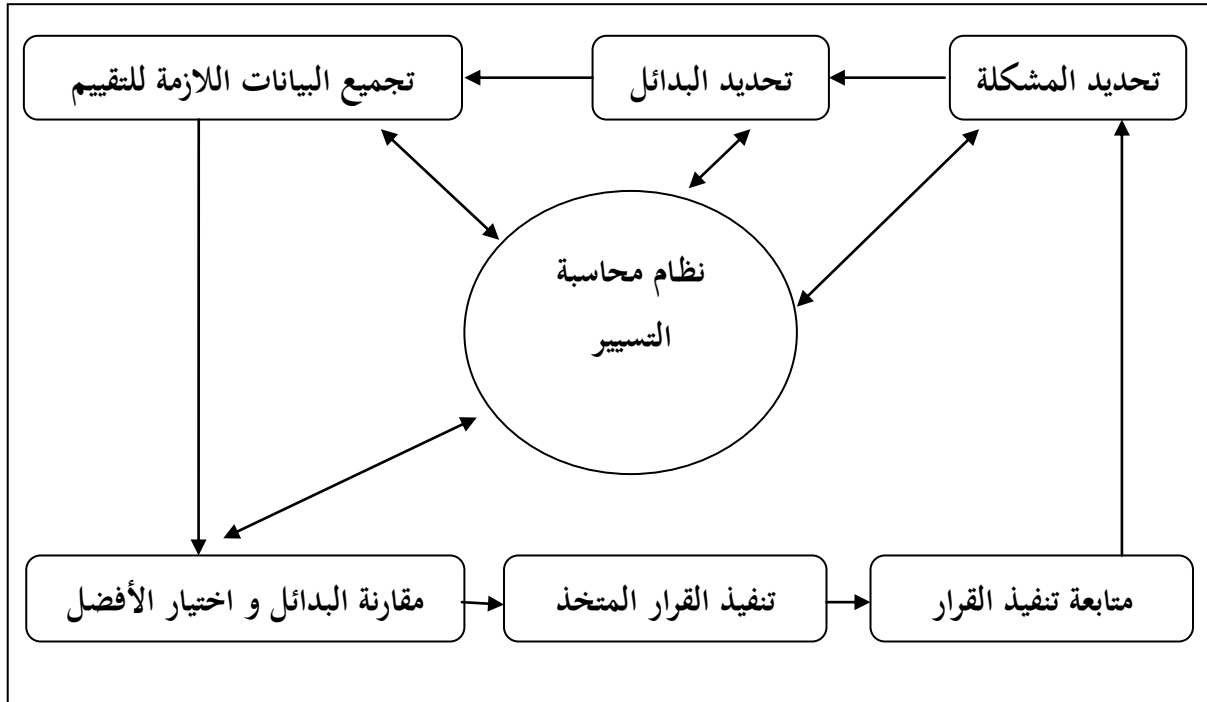 تحديد المشكلة
تحديد البدائل
تجميع البيانات اللازمة للتقييم
نظام محاسبة
التسيير
مقارنة البدائل و اختيار الأفضل
تنفيذ القرار المتخذ
متابعة تنفيذ القرار